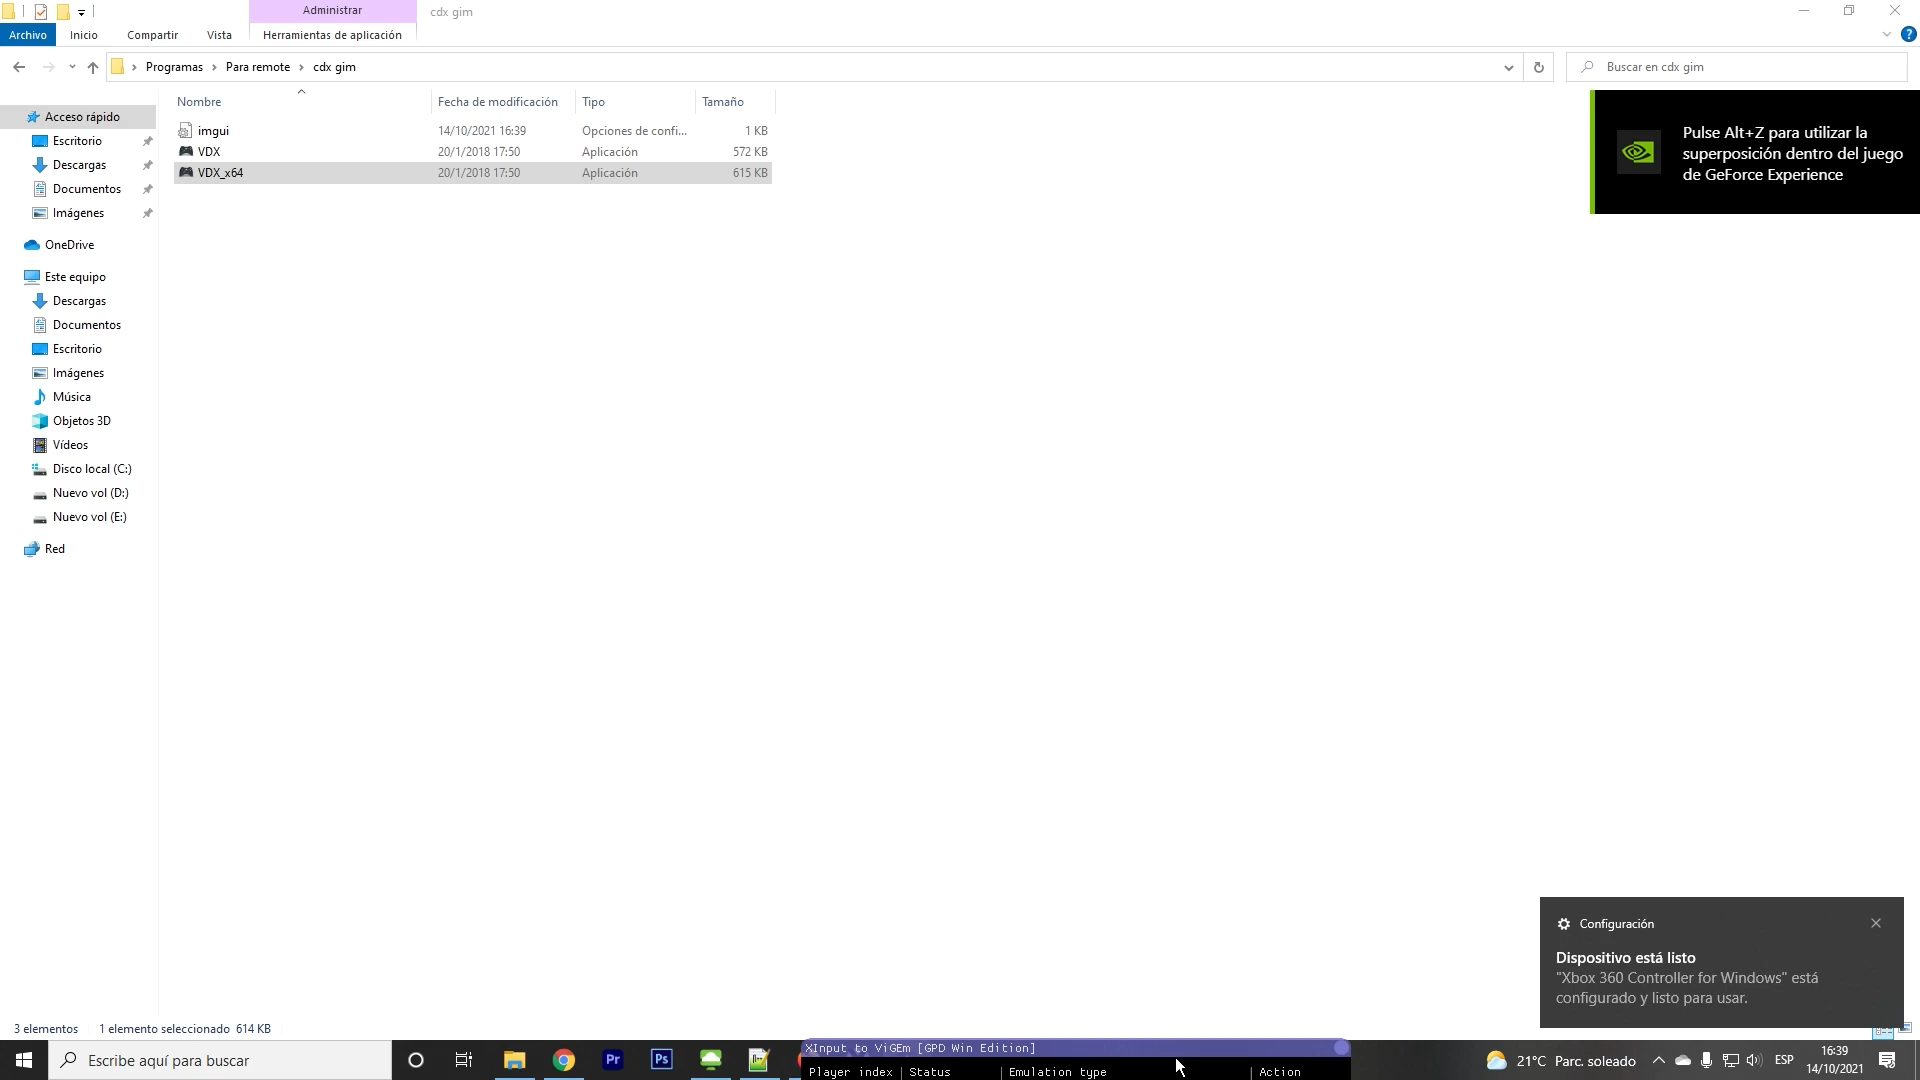 Administrar
cdx gim
Archivo
Inicio
Compartir
Vista
Herramientas de aplicación
Programas
Para remote
cdx gim
Buscar en cdx gim
Nombre
Fecha de modificación
Tipo
Tamaño
imgui
14/10/2021 16:39
Opciones de confi...
1 KB
VDX
20/1/2018 17:50
Aplicación
572 KB
VDX_x64
20/1/2018 17:50
Aplicación
615 KB
Acceso rápido
Escritorio
Descargas
Documentos
Imágenes
OneDrive
Este equipo
Descargas
Documentos
Escritorio
Imágenes
Música
Objetos 3D
Vídeos
Disco local (C:)
Nuevo vol (D:)
Nuevo vol (E:)
Red
Pulse Alt+Z para utilizar la
superposición dentro del juego
de GeForce Experience
Configuración
Dispositivo está listo
"Xbox 360 Controller for Windows" está
configurado y listo para usar.
3 elementos
1 elemento seleccionado 614 KB
Escribe aquí para buscar
Pr
Ps
XInput to ViGEm [GPD Win Edition]
Player index | Status | Emulation type | Action
21°C Parc. soleado
ESP
16:39
14/10/2021